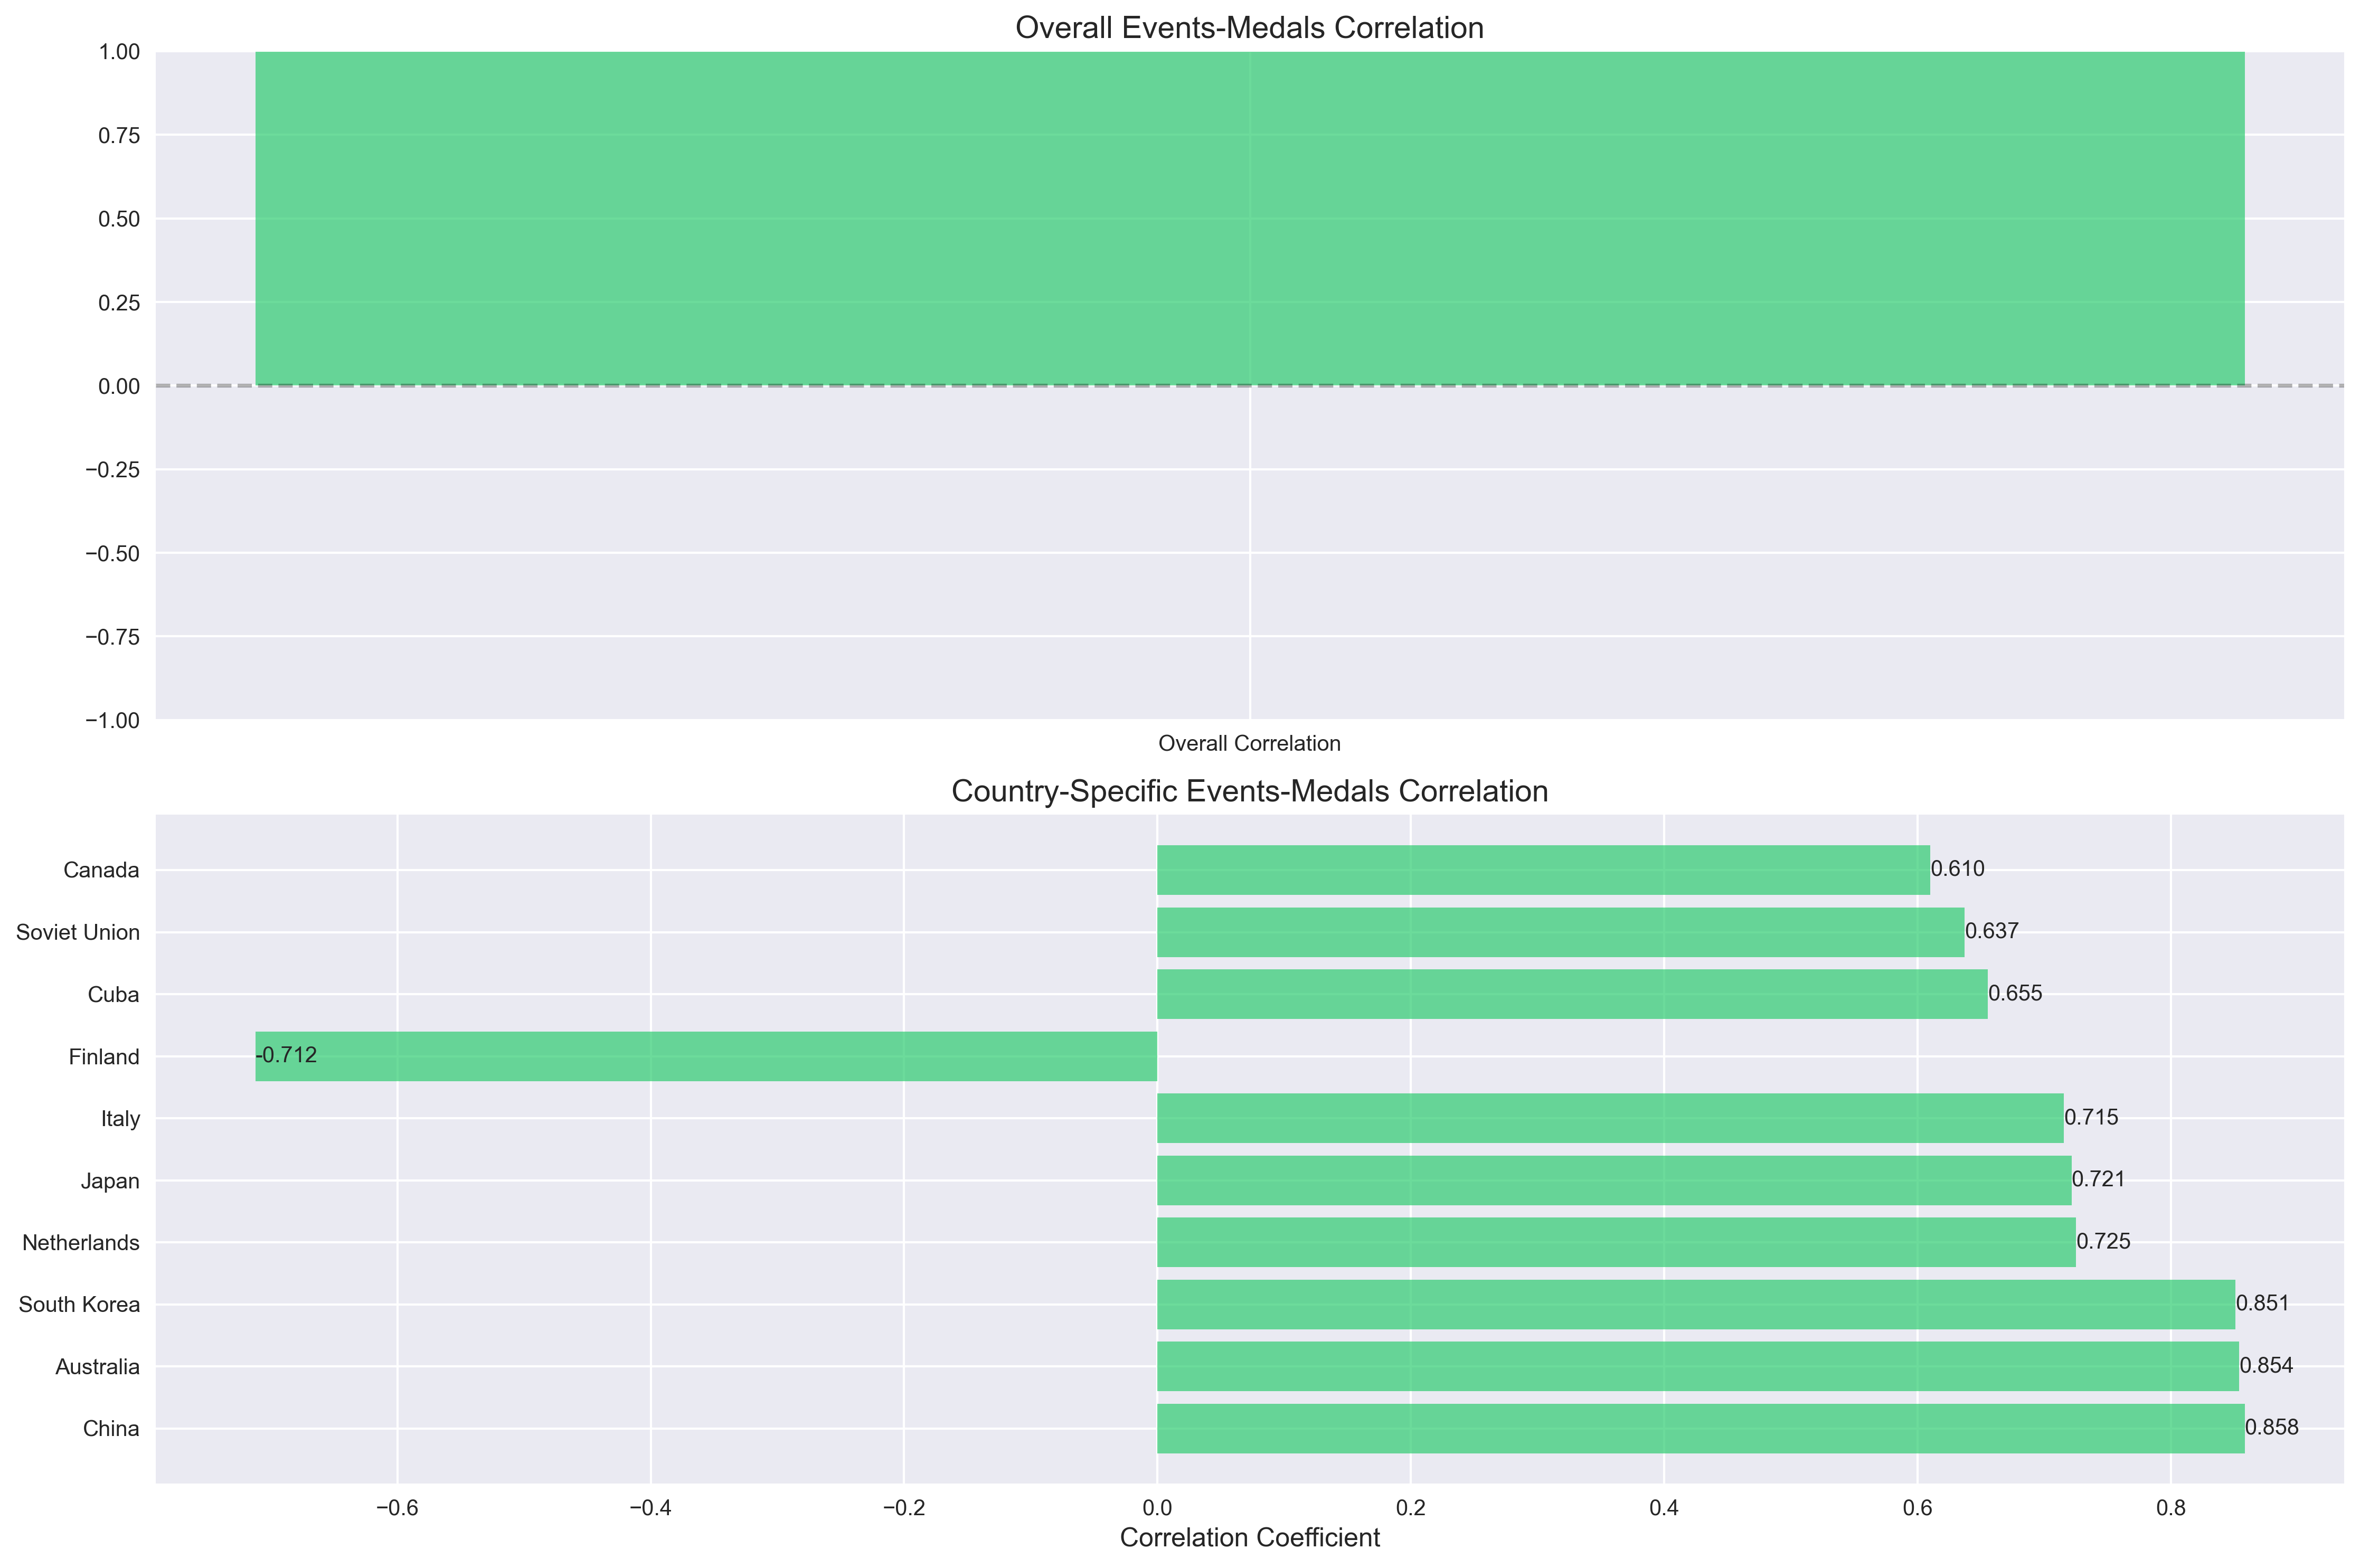 Overall Events-Medals Correlation
1.00
0.75
0.50
0.25
0.00
−0.25
−0.50
−0.75
−1.00
Overall Correlation
Country-Specific Events-Medals Correlation
Canada 0.610
Soviet Union 0.637
Cuba 0.655
Finland -0.712
Italy 0.715
Japan 0.721
Netherlands 0.725
South Korea 0.851
Australia 0.854
China 0.858
−0.6 −0.4 −0.2 0.0 0.2 0.4 0.6 0.8
Correlation Coefficient